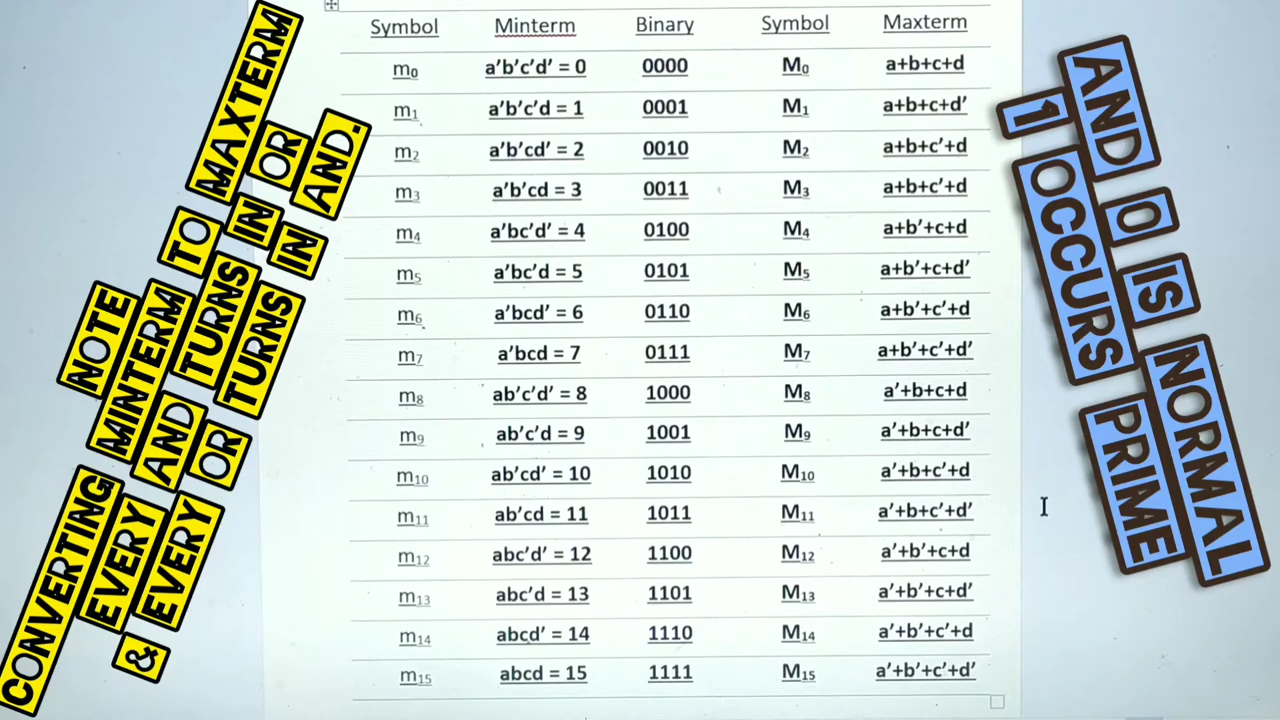 NOTE
CONVERTING MINTERM TO MAXTERM
EVERY AND TURNS IN OR
& EVERY OR TURNS IN AND.
Symbol Minterm Binary Symbol Maxterm
m₀ a′b′c′d′ = 0 0000 M₀ a+b+c+d
m₁ a′b′c′d = 1 0001 M₁ a+b+c+d′
m₂ a′b′cd′ = 2 0010 M₂ a+b+c′+d
m₃ a′b′cd = 3 0011 M₃ a+b+c′+d
m₄ a′bc′d′ = 4 0100 M₄ a+b′+c+d
m₅ a′bc′d = 5 0101 M₅ a+b′+c+d′
m₆ a′bcd′ = 6 0110 M₆ a+b′+c′+d
m₇ a′bcd = 7 0111 M₇ a+b′+c′+d′
m₈ ab′c′d′ = 8 1000 M₈ a′+b+c+d
m₉ ab′c′d = 9 1001 M₉ a′+b+c+d′
m₁₀ ab′cd′ = 10 1010 M₁₀ a′+b+c′+d
m₁₁ ab′cd = 11 1011 M₁₁ a′+b+c′+d′
m₁₂ abc′d′ = 12 1100 M₁₂ a′+b′+c+d
m₁₃ abc′d = 13 1101 M₁₃ a′+b′+c+d′
m₁₄ abcd′ = 14 1110 M₁₄ a′+b′+c′+d
m₁₅ abcd = 15 1111 M₁₅ a′+b′+c′+d′
AND 0 IS NORMAL
1 OCCURS PRIME